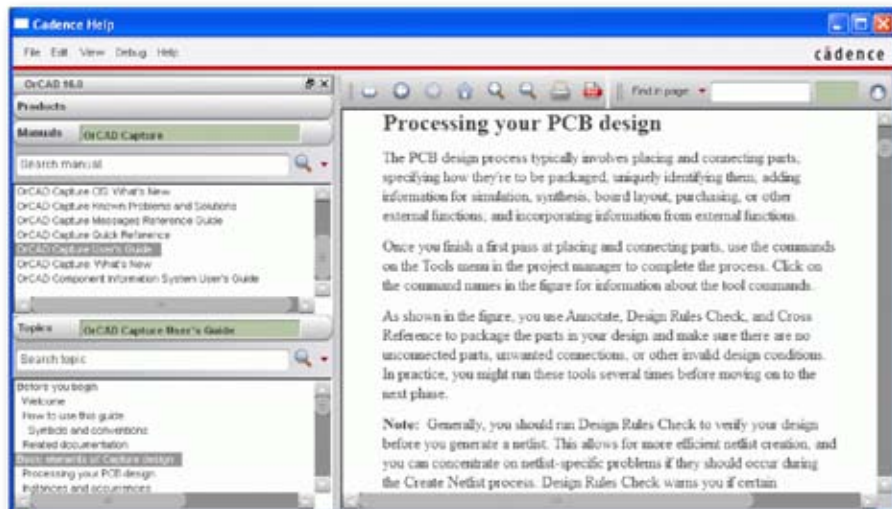 Cadence Help
File Edit View Debug Help
cādence
OrCAD 16.0
Products
Manuals OrCAD Capture
Search manual
OrCAD Capture CIS: What's New
OrCAD Capture Known Problems and Solutions
OrCAD Capture Messages Reference Guide
OrCAD Capture Quick Reference
OrCAD Capture User's Guide
OrCAD Capture: What's New
OrCAD Component Information System User's Guide
Topics OrCAD Capture User's Guide
Search topic
Before you begin
Welcome
How to use this guide
Symbols and conventions
Related documentation
Basic elements of Capture design
Processing your PCB design
Instances and occurrences
Find in page
Processing your PCB design
The PCB design process typically involves placing and connecting parts,
specifying how they're to be packaged, uniquely identifying them, adding
information for simulation, synthesis, board layout, purchasing, or other
external functions, and incorporating information from external functions.
Once you finish a first pass at placing and connecting parts, use the commands
on the Tools menu in the project manager to complete the process. Click on
the command names in the figure for information about the tool commands.
As shown in the figure, you use Annotate, Design Rules Check, and Cross
Reference to package the parts in your design and make sure there are no
unconnected parts, unwanted connections, or other invalid design conditions.
In practice, you might run these tools several times before moving on to the
next phase.
Note: Generally, you should run Design Rules Check to verify your design
before you generate a netlist. This allows for more efficient netlist creation, and
you can concentrate on netlist-specific problems if they should occur during
the Create Netlist process. Design Rules Check warns you if certain